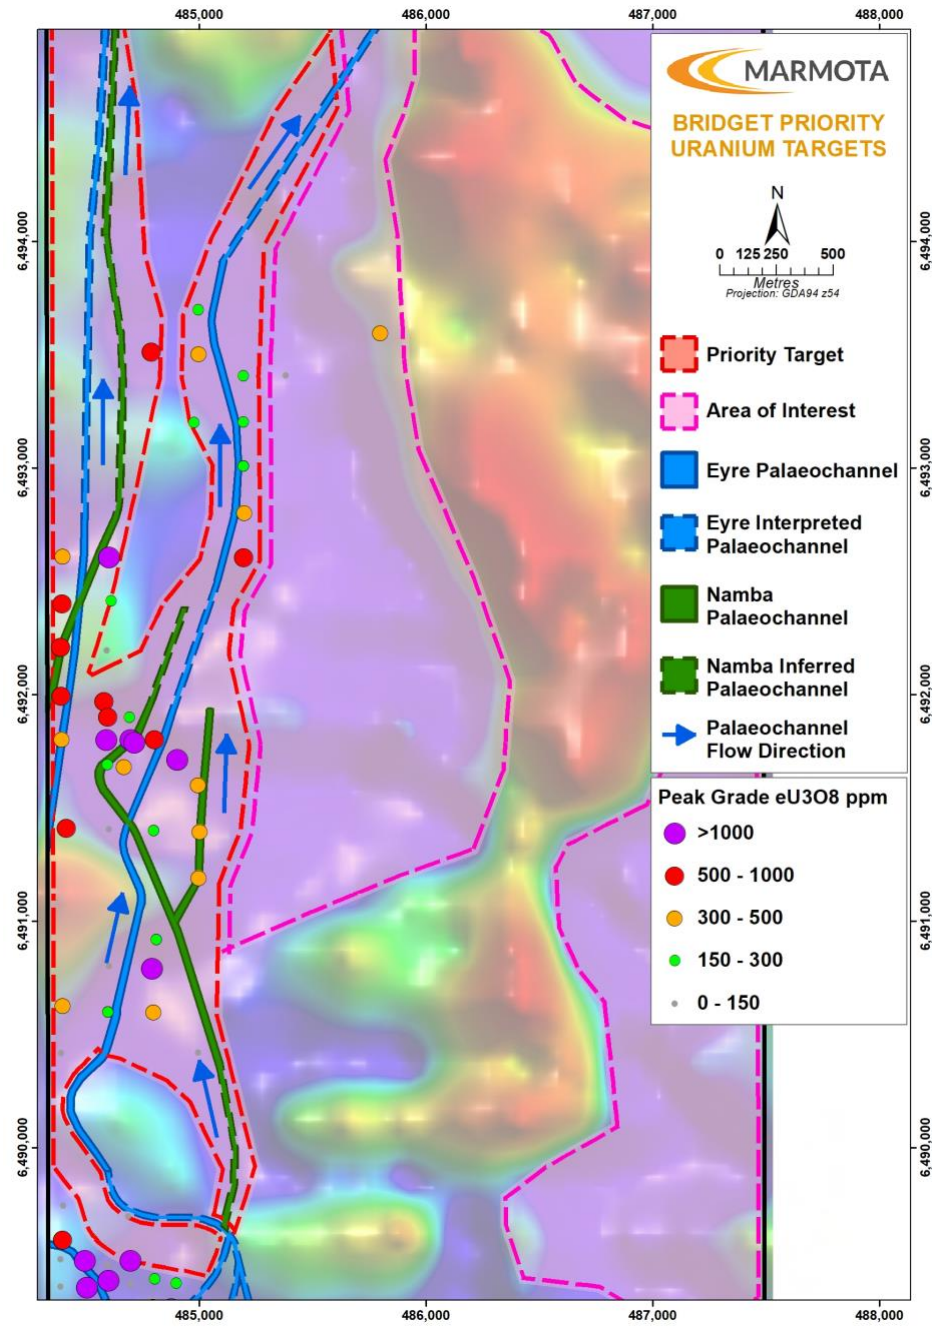 485,000 486,000 487,000 488,000
MARMOTA
BRIDGET PRIORITY
URANIUM TARGETS
N
0 125 250 500
Metres
Projection: GDA94 z54
Priority Target
Area of Interest
Eyre Palaeochannel
Eyre Interpreted
Palaeochannel
Namba
Palaeochannel
Namba Inferred
Palaeochannel
Palaeochannel
Flow Direction
Peak Grade eU3O8 ppm
>1000
500 - 1000
300 - 500
150 - 300
0 - 150
6,494,000
6,493,000
6,492,000
6,491,000
6,490,000
6,494,000
6,493,000
6,492,000
6,491,000
6,490,000
485,000 486,000 487,000 488,000